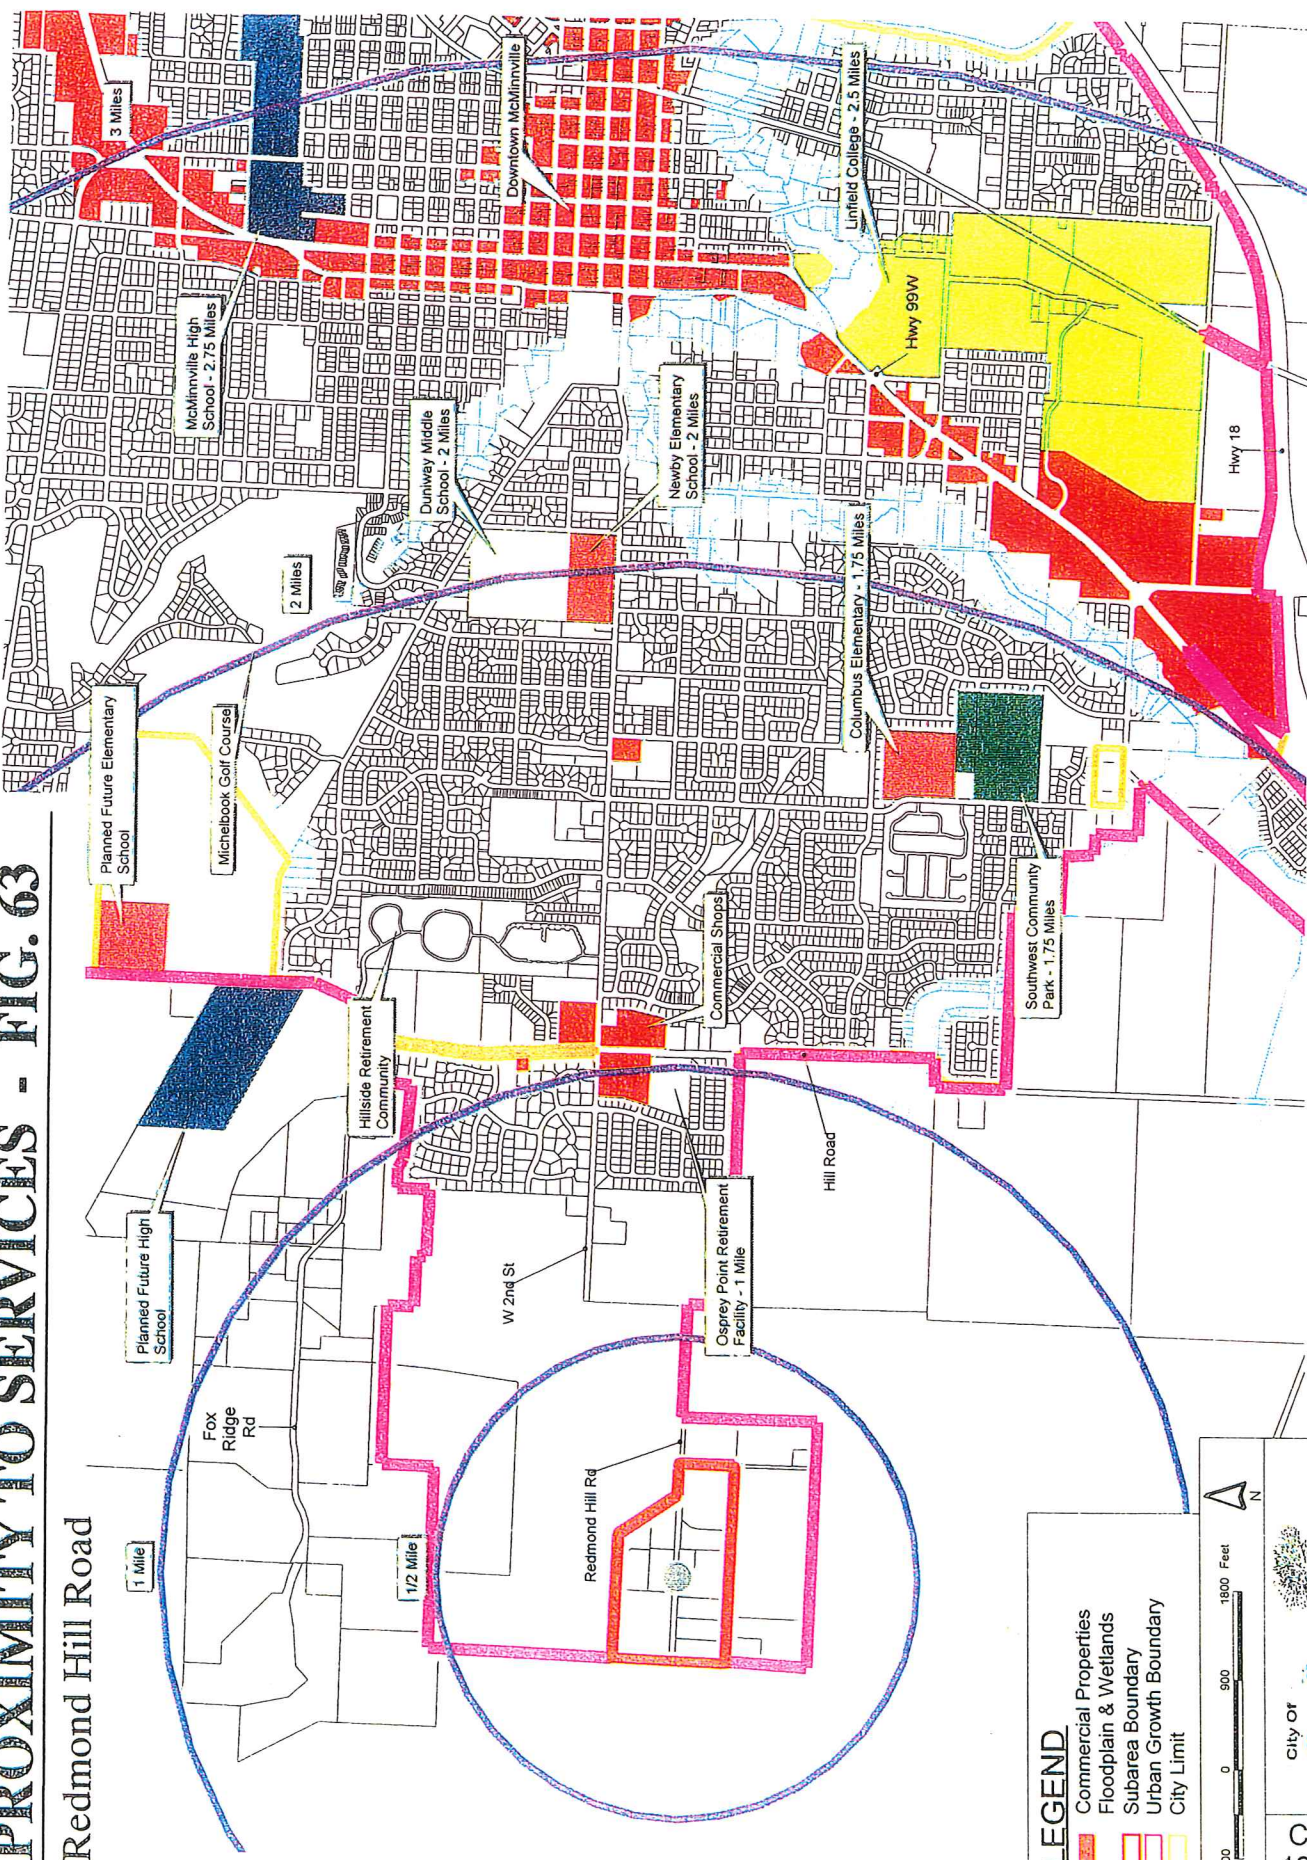 PROXIMITY TO SERVICES - FIG. 63
Redmond Hill Road
1 Mile
1/2 Mile
Fox
Ridge
Rd
Planned Future High
School
Planned Future Elementary
School
Michelbook Golf Course
2 Miles
3 Miles
McMinnville High
School - 2.75 Miles
Hillside Retirement
Community
Duniway Middle
School - 2 Miles
Downtown McMinnville
W 2nd St
Redmond Hill Rd
Commercial Shops
Newby Elementary
School - 2 Miles
Osprey Point Retirement
Facility - 1 Mile
Hill Road
Columbus Elementary - 1.75 Miles
Linfield College - 2.5 Miles
Hwy 99W
Southwest Community
Park - 1.75 Miles
Hwy 18
LEGEND
Commercial Properties
Floodplain & Wetlands
Subarea Boundary
Urban Growth Boundary
City Limit
0 900 1800 Feet
N
City Of